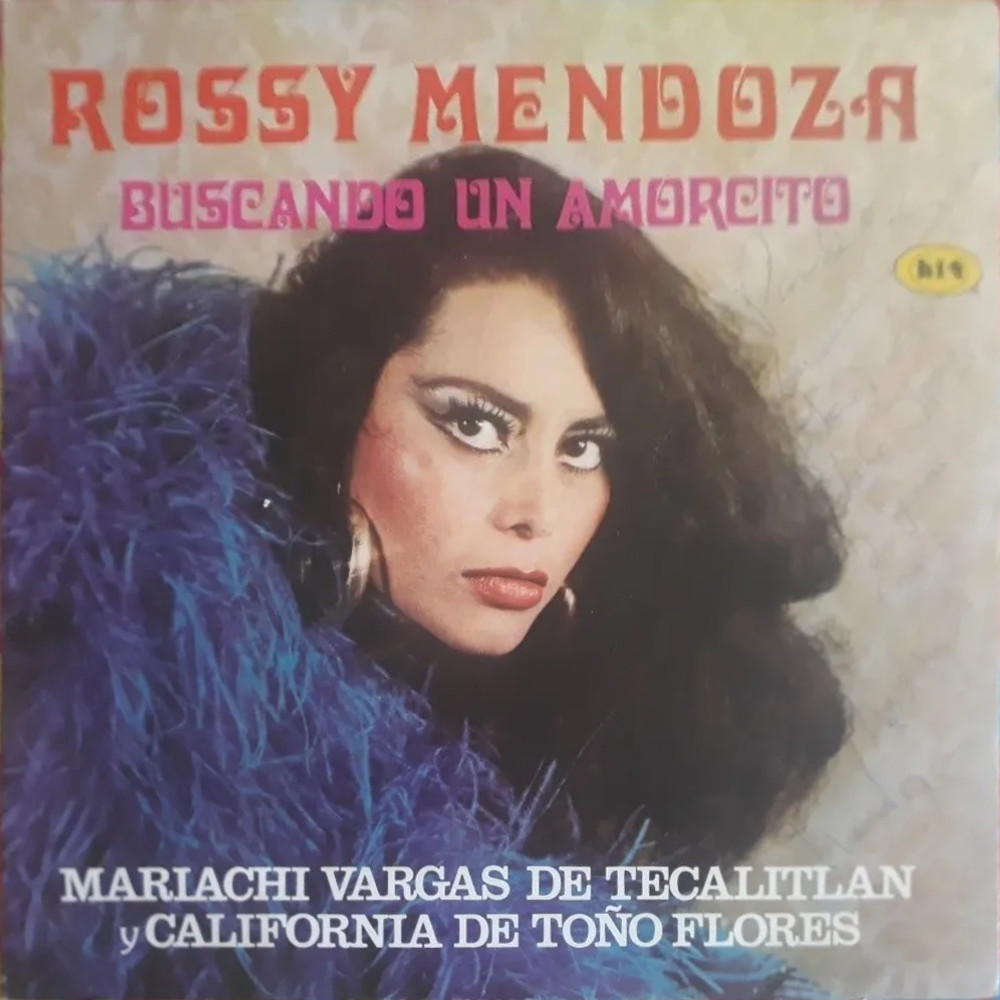 ROSSY MENDOZA
BUSCANDO UN AMORCITO
MARIACHI VARGAS DE TECALITLAN
y CALIFORNIA DE TOÑO FLORES